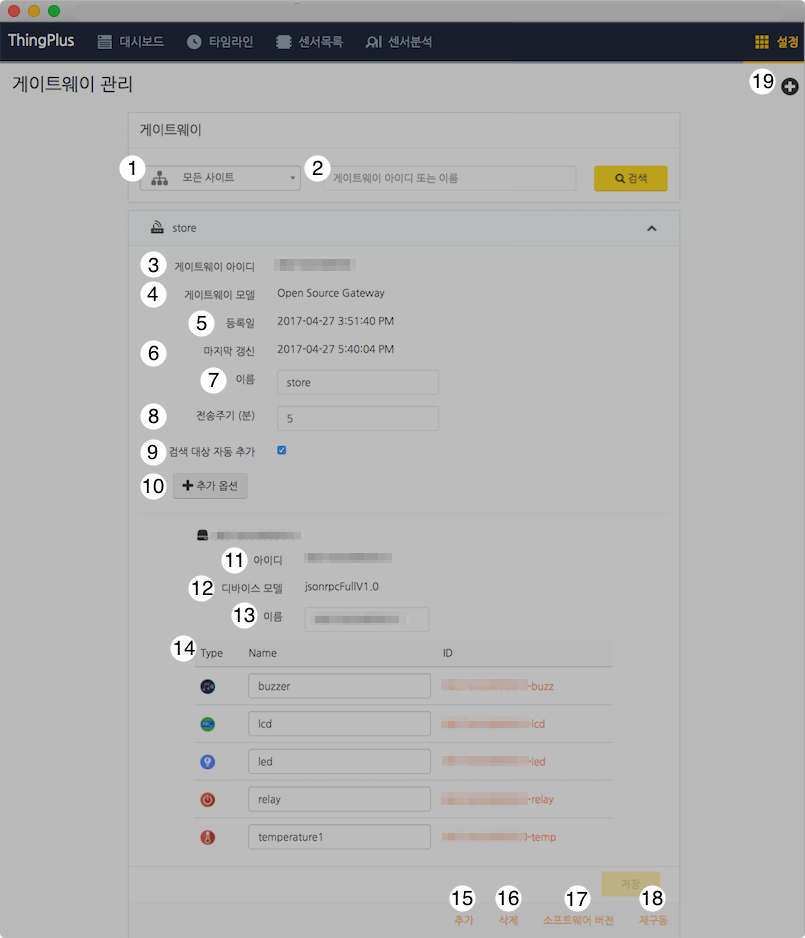 ThingPlus 대시보드 타임라인 센서목록 센서분석 설정
게이트웨이 관리 19
게이트웨이
1 모든 사이트 2 게이트웨이 아이디 또는 이름 검색
store
3 게이트웨이 아이디
4 게이트웨이 모델 Open Source Gateway
5 등록일 2017-04-27 3:51:40 PM
6 마지막 갱신 2017-04-27 5:40:04 PM
7 이름 store
8 전송주기 (분) 5
9 검색 대상 자동 추가
10 추가 옵션
11 아이디
12 디바이스 모델 jsonrpcFullV1.0
13 이름
14 Type Name ID
buzzer -buzz
lcd -lcd
led -led
relay -relay
temperature1 -temp
저장
15 16 17 18
추가 삭제 소프트웨어 버전 재구동